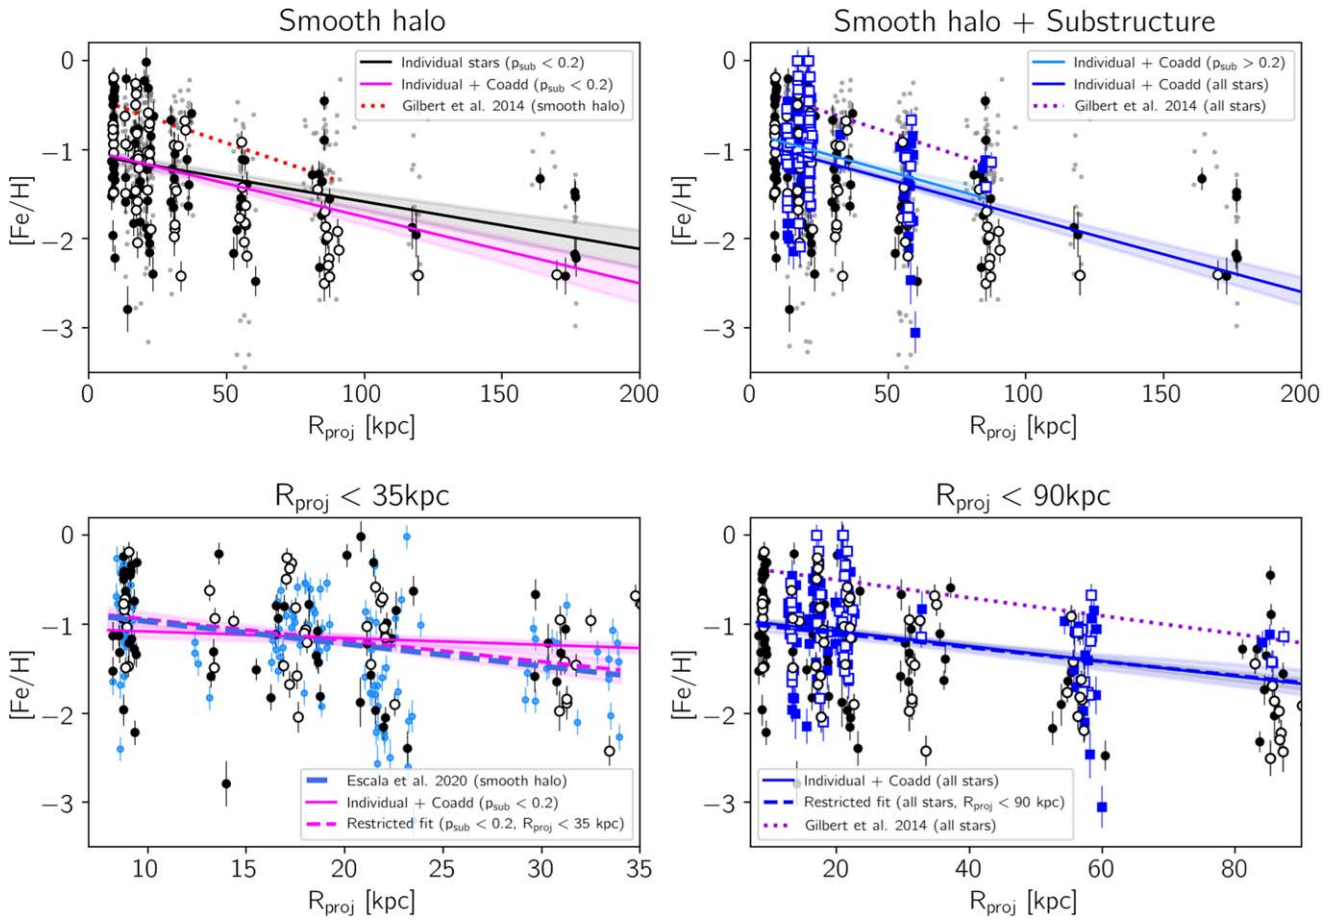 Smooth halo
Individual stars (p_sub < 0.2)
Individual + Coadd (p_sub < 0.2)
Gilbert et al. 2014 (smooth halo)
0
−1
−2
−3
[Fe/H]
0 50 100 150 200
R_proj [kpc]
Smooth halo + Substructure
Individual + Coadd (p_sub > 0.2)
Individual + Coadd (all stars)
Gilbert et al. 2014 (all stars)
0
−1
−2
−3
[Fe/H]
0 50 100 150 200
R_proj [kpc]
R_proj < 35kpc
0
−1
−2
−3
[Fe/H]
Escala et al. 2020 (smooth halo)
Individual + Coadd (p_sub < 0.2)
Restricted fit (p_sub < 0.2, R_proj < 35 kpc)
10 15 20 25 30 35
R_proj [kpc]
R_proj < 90kpc
0
−1
−2
−3
[Fe/H]
Individual + Coadd (all stars)
Restricted fit (all stars, R_proj < 90 kpc)
Gilbert et al. 2014 (all stars)
20 40 60 80
R_proj [kpc]